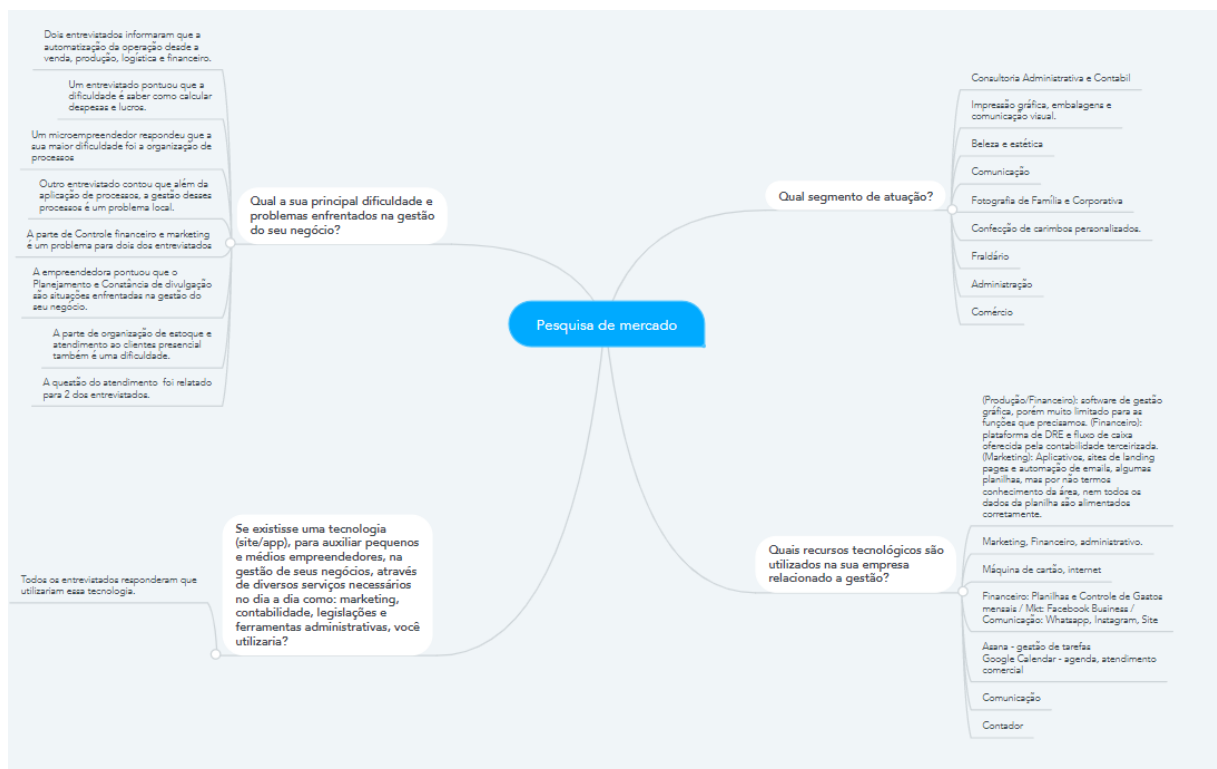 Pesquisa de mercado
Qual a sua principal dificuldade e
problemas enfrentados na gestão
do seu negócio?
Dois entrevistados informaram que a
automatização da operação desde a
venda, produção, logística e financeiro.
Um entrevistado pontuou que a
dificuldade é saber como calcular
despesas e lucros.
Um microempreendedor respondeu que a
sua maior dificuldade foi a organização de
processos
Outro entrevistado contou que além da
aplicação de processos, a gestão desses
processos é um problema local.
A parte de Controle financeiro e marketing
é um problema para dois dos entrevistados
A empreendedora pontuou que o
Planejamento e Constância de divulgação
são situações enfrentadas na gestão do
seu negócio.
A parte de organização de estoque e
atendimento ao clientes presencial
também é uma dificuldade.
A questão do atendimento foi relatado
para 2 dos entrevistados.
Se existisse uma tecnologia
(site/app), para auxiliar pequenos
e médios empreendedores, na
gestão de seus negócios, através
de diversos serviços necessários
no dia a dia como: marketing,
contabilidade, legislações e
ferramentas administrativas, você
utilizaria?
Todos os entrevistados responderam que
utilizariam essa tecnologia.
Qual segmento de atuação?
Consultoria Administrativa e Contabil
Impressão gráfica, embalagens e
comunicação visual.
Beleza e estética
Comunicação
Fotografia de Família e Corporativa
Confecção de carimbos personalizados.
Fraldário
Administração
Comércio
Quais recursos tecnológicos são
utilizados na sua empresa
relacionado a gestão?
(Produção/Financeiro): software de gestão
gráfica, porém muito limitado para as
funções que precisamos. (Financeiro):
plataforma de DRE e fluxo de caixa
oferecida pela contabilidade terceirizada.
(Marketing): Aplicativos, sites de landing
pages e automação de emails, algumas
planilhas, mas por não termos
conhecimento da área, nem todos os
dados da planilha são alimentados
corretamente.
Marketing, Financeiro, administrativo.
Máquina de cartão, internet
Financeiro: Planilhas e Controle de Gastos
mensais / Mkt: Facebook Business /
Comunicação: Whatsapp, Instagram, Site
Asana - gestão de tarefas
Google Calendar - agenda, atendimento
comercial
Comunicação
Contador